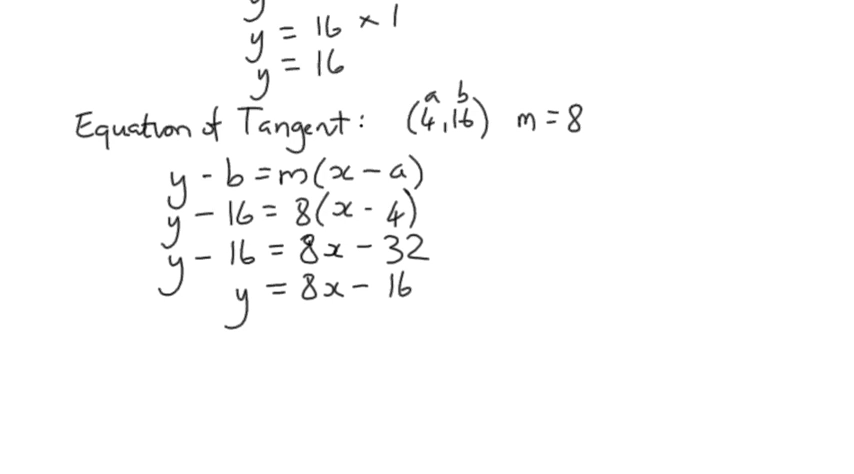 y
y = 16 × 1
y = 16
a b
Equation of Tangent: (4,16) m = 8
y - b = m(x - a)
y - 16 = 8(x - 4)
y - 16 = 8x - 32
y = 8x - 16